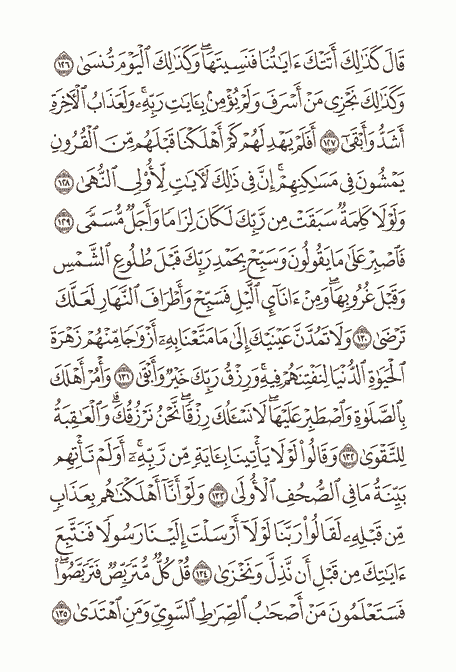 قَالَ كَذَٰلِكَ أَتَتْكَ ءَايَٰتُنَا فَنَسِيتَهَا ۖ وَكَذَٰلِكَ ٱلْيَوْمَ تُنسَىٰ ١٢٦
وَكَذَٰلِكَ نَجْزِى مَنْ أَسْرَفَ وَلَمْ يُؤْمِنۢ بِـَٔايَٰتِ رَبِّهِۦ ۚ وَلَعَذَابُ ٱلْءَاخِرَةِ
أَشَدُّ وَأَبْقَىٰٓ ١٢٧ أَفَلَمْ يَهْدِ لَهُمْ كَمْ أَهْلَكْنَا قَبْلَهُم مِّنَ ٱلْقُرُونِ
يَمْشُونَ فِى مَسَٰكِنِهِمْ ۗ إِنَّ فِى ذَٰلِكَ لَءَايَٰتٍ لِّأُو۟لِى ٱلنُّهَىٰ ١٢٨
وَلَوْلَا كَلِمَةٌ سَبَقَتْ مِن رَّبِّكَ لَكَانَ لِزَامًا وَأَجَلٌ مُّسَمًّى ١٢٩
فَٱصْبِرْ عَلَىٰ مَا يَقُولُونَ وَسَبِّحْ بِحَمْدِ رَبِّكَ قَبْلَ طُلُوعِ ٱلشَّمْسِ
وَقَبْلَ غُرُوبِهَا ۖ وَمِنْ ءَانَآئِ ٱلَّيْلِ فَسَبِّحْ وَأَطْرَافَ ٱلنَّهَارِ لَعَلَّكَ
تَرْضَىٰ ١٣٠ وَلَا تَمُدَّنَّ عَيْنَيْكَ إِلَىٰ مَا مَتَّعْنَا بِهِۦٓ أَزْوَٰجًا مِّنْهُمْ زَهْرَةَ
ٱلْحَيَوٰةِ ٱلدُّنْيَا لِنَفْتِنَهُمْ فِيهِ ۚ وَرِزْقُ رَبِّكَ خَيْرٌ وَأَبْقَىٰ ١٣١ وَأْمُرْ أَهْلَكَ
بِٱلصَّلَوٰةِ وَٱصْطَبِرْ عَلَيْهَا ۖ لَا نَسْـَٔلُكَ رِزْقًا ۖ نَّحْنُ نَرْزُقُكَ ۗ وَٱلْعَٰقِبَةُ
لِلتَّقْوَىٰ ١٣٢ وَقَالُوا۟ لَوْلَا يَأْتِينَا بِـَٔايَةٍ مِّن رَّبِّهِۦٓ ۚ أَوَلَمْ تَأْتِهِم
بَيِّنَةُ مَا فِى ٱلصُّحُفِ ٱلْأُولَىٰ ١٣٣ وَلَوْ أَنَّآ أَهْلَكْنَٰهُم بِعَذَابٍ
مِّن قَبْلِهِۦ لَقَالُوا۟ رَبَّنَا لَوْلَآ أَرْسَلْتَ إِلَيْنَا رَسُولًا فَنَتَّبِعَ
ءَايَٰتِكَ مِن قَبْلِ أَن نَّذِلَّ وَنَخْزَىٰ ١٣٤ قُلْ كُلٌّ مُّتَرَبِّصٌ فَتَرَبَّصُوا۟ ۖ
فَسَتَعْلَمُونَ مَنْ أَصْحَٰبُ ٱلصِّرَٰطِ ٱلسَّوِىِّ وَمَنِ ٱهْتَدَىٰ ١٣٥